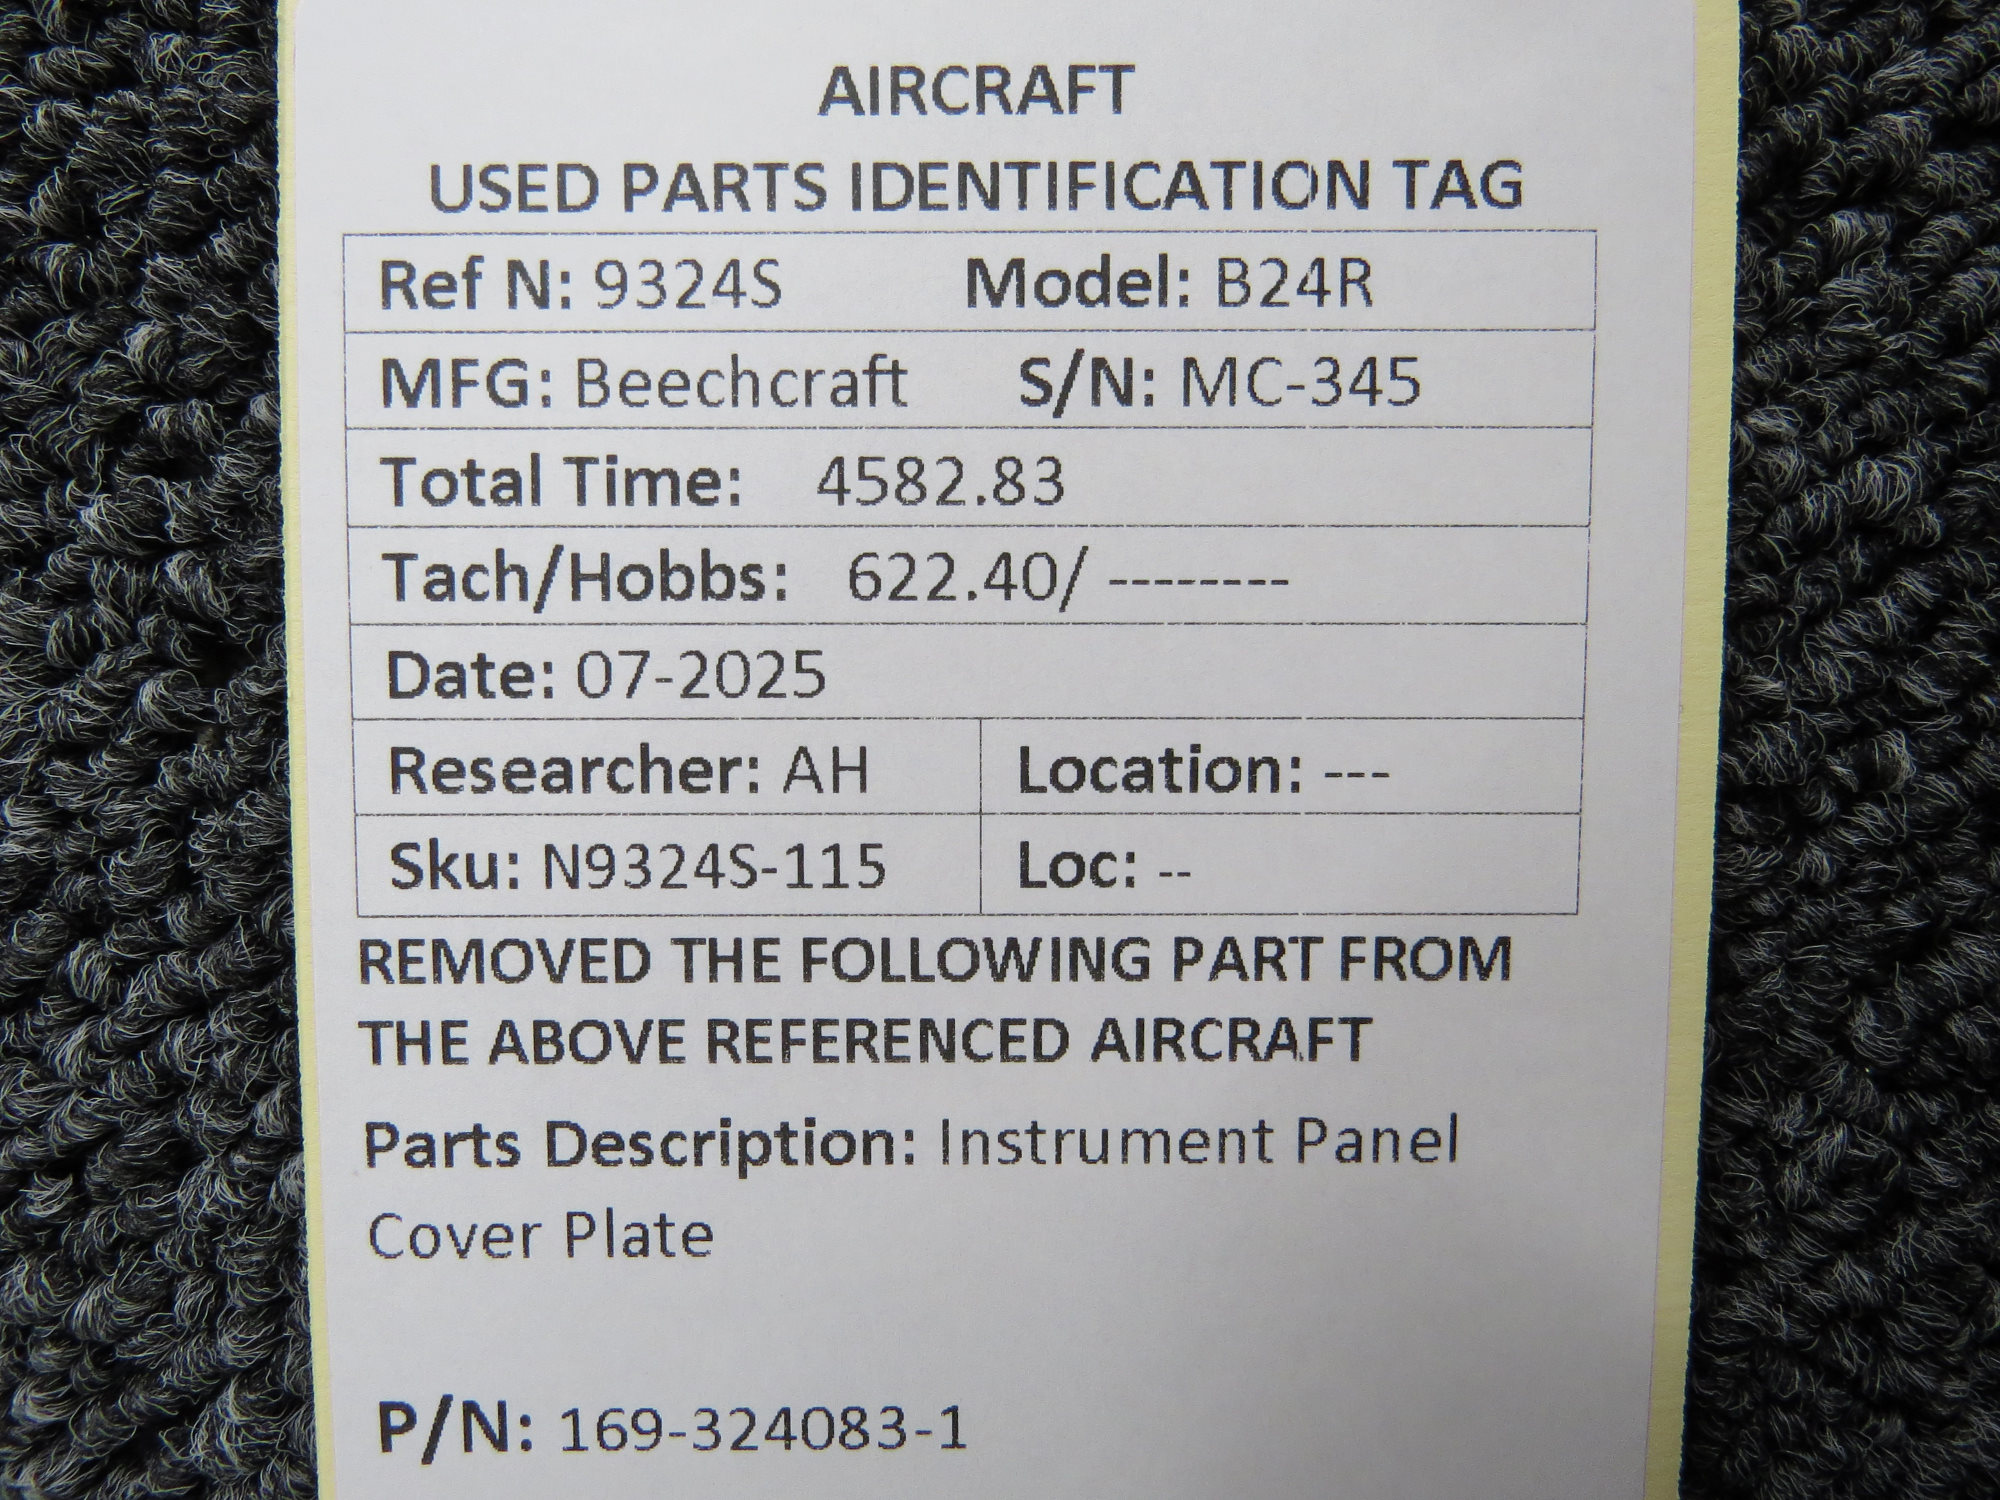 AIRCRAFT
USED PARTS IDENTIFICATION TAG
Ref N: 9324S Model: B24R
MFG: Beechcraft S/N: MC-345
Total Time: 4582.83
Tach/Hobbs: 622.40/ --------
Date: 07-2025
Researcher: AH Location: ---
Sku: N9324S-115 Loc: --
REMOVED THE FOLLOWING PART FROM
THE ABOVE REFERENCED AIRCRAFT
Parts Description: Instrument Panel
Cover Plate
P/N: 169-324083-1